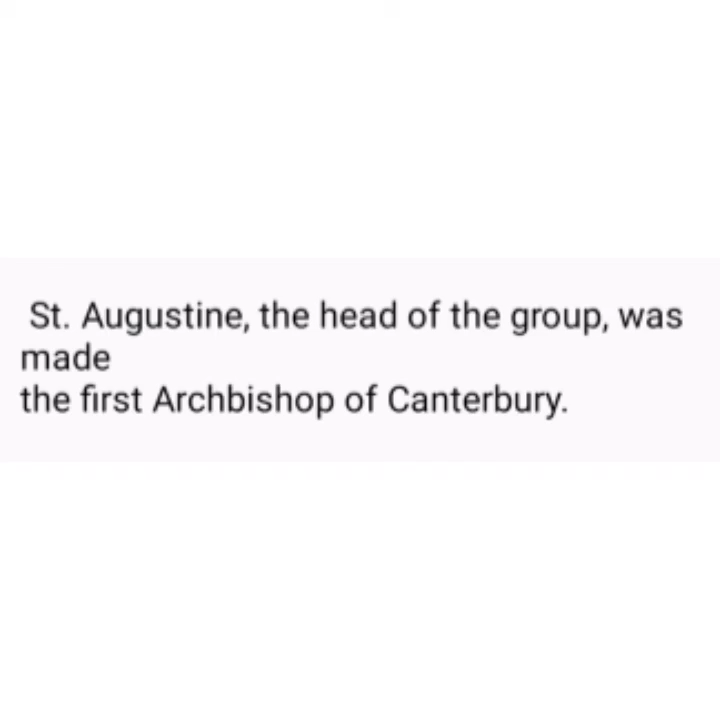 St. Augustine, the head of the group, was
made
the first Archbishop of Canterbury.